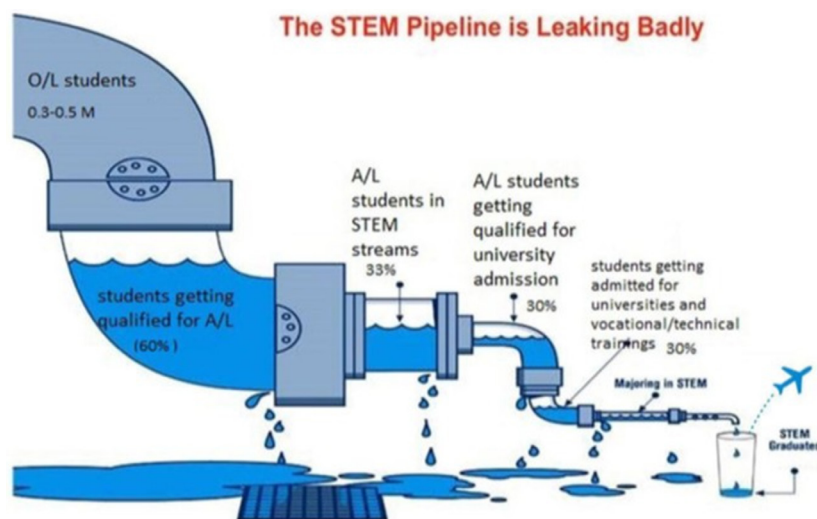 The STEM Pipeline is Leaking Badly
O/L students
0.3-0.5 M
students getting
qualified for A/L
(60%)
A/L
students in
STEM
streams
33%
A/L students
getting
qualified for
university
admission
30%
students getting
admitted for
universities and
vocational/technical
trainings 30%
Majoring in STEM
STEM
Graduates